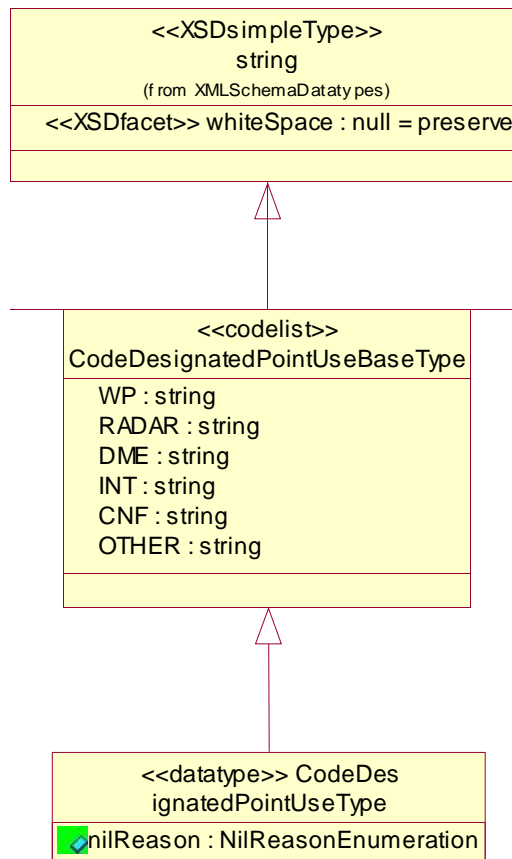 <<XSDsimpleType>>
string
(from XMLSchemaDatatypes)
<<XSDfacet>> whiteSpace : null = preserve
<<codelist>>
CodeDesignatedPointUseBaseType
WP : string
RADAR : string
DME : string
INT : string
CNF : string
OTHER : string
<<datatype>> CodeDes
ignatedPointUseType
nilReason : NilReasonEnumeration